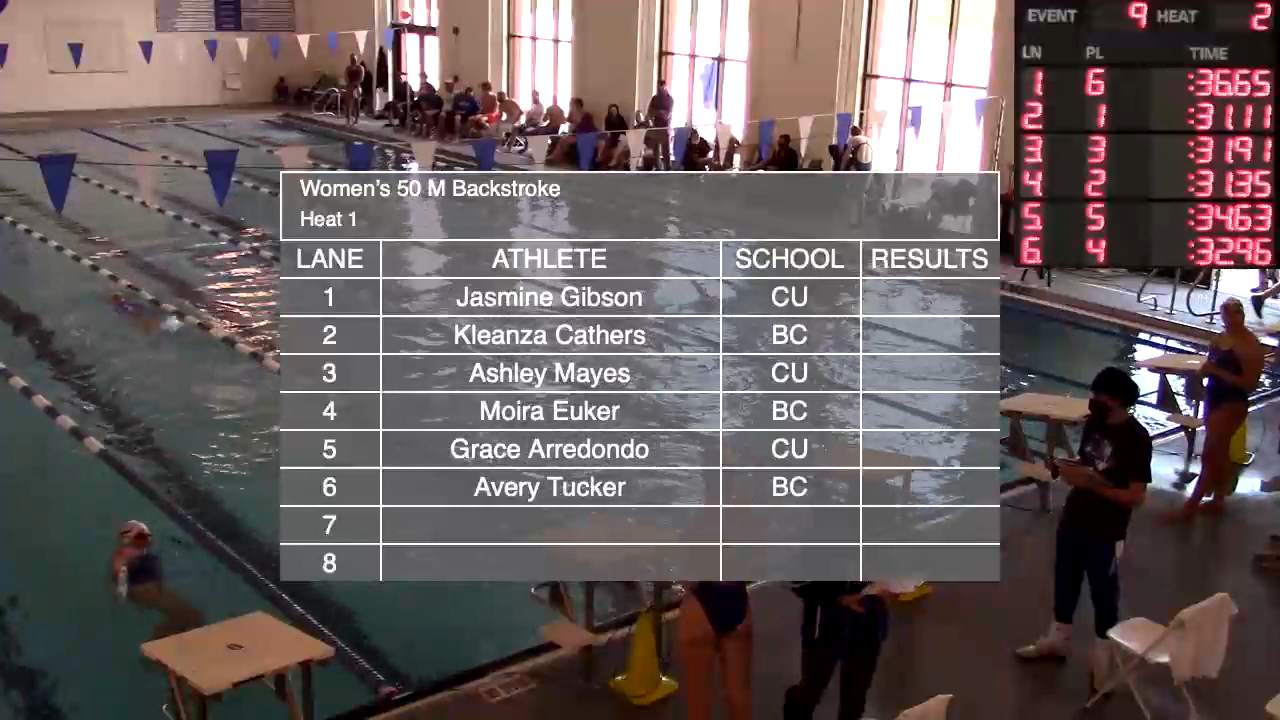 EVENT 9 HEAT 2
LN PL TIME
1 6 :36.65
2 1 :31.11
3 3 :31.91
4 2 :31.35
5 5 :34.63
6 4 :32.96
Women's 50 M Backstroke
Heat 1
LANE ATHLETE SCHOOL RESULTS
1 Jasmine Gibson CU
2 Kleanza Cathers BC
3 Ashley Mayes CU
4 Moira Euker BC
5 Grace Arredondo CU
6 Avery Tucker BC
7
8